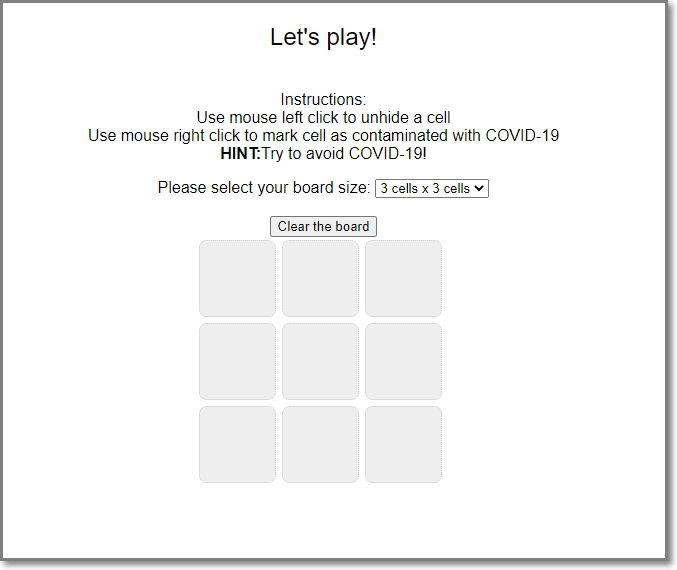 Let's play!
Instructions:
Use mouse left click to unhide a cell
Use mouse right click to mark cell as contaminated with COVID-19
HINT:Try to avoid COVID-19!
Please select your board size: 3 cells x 3 cells
Clear the board